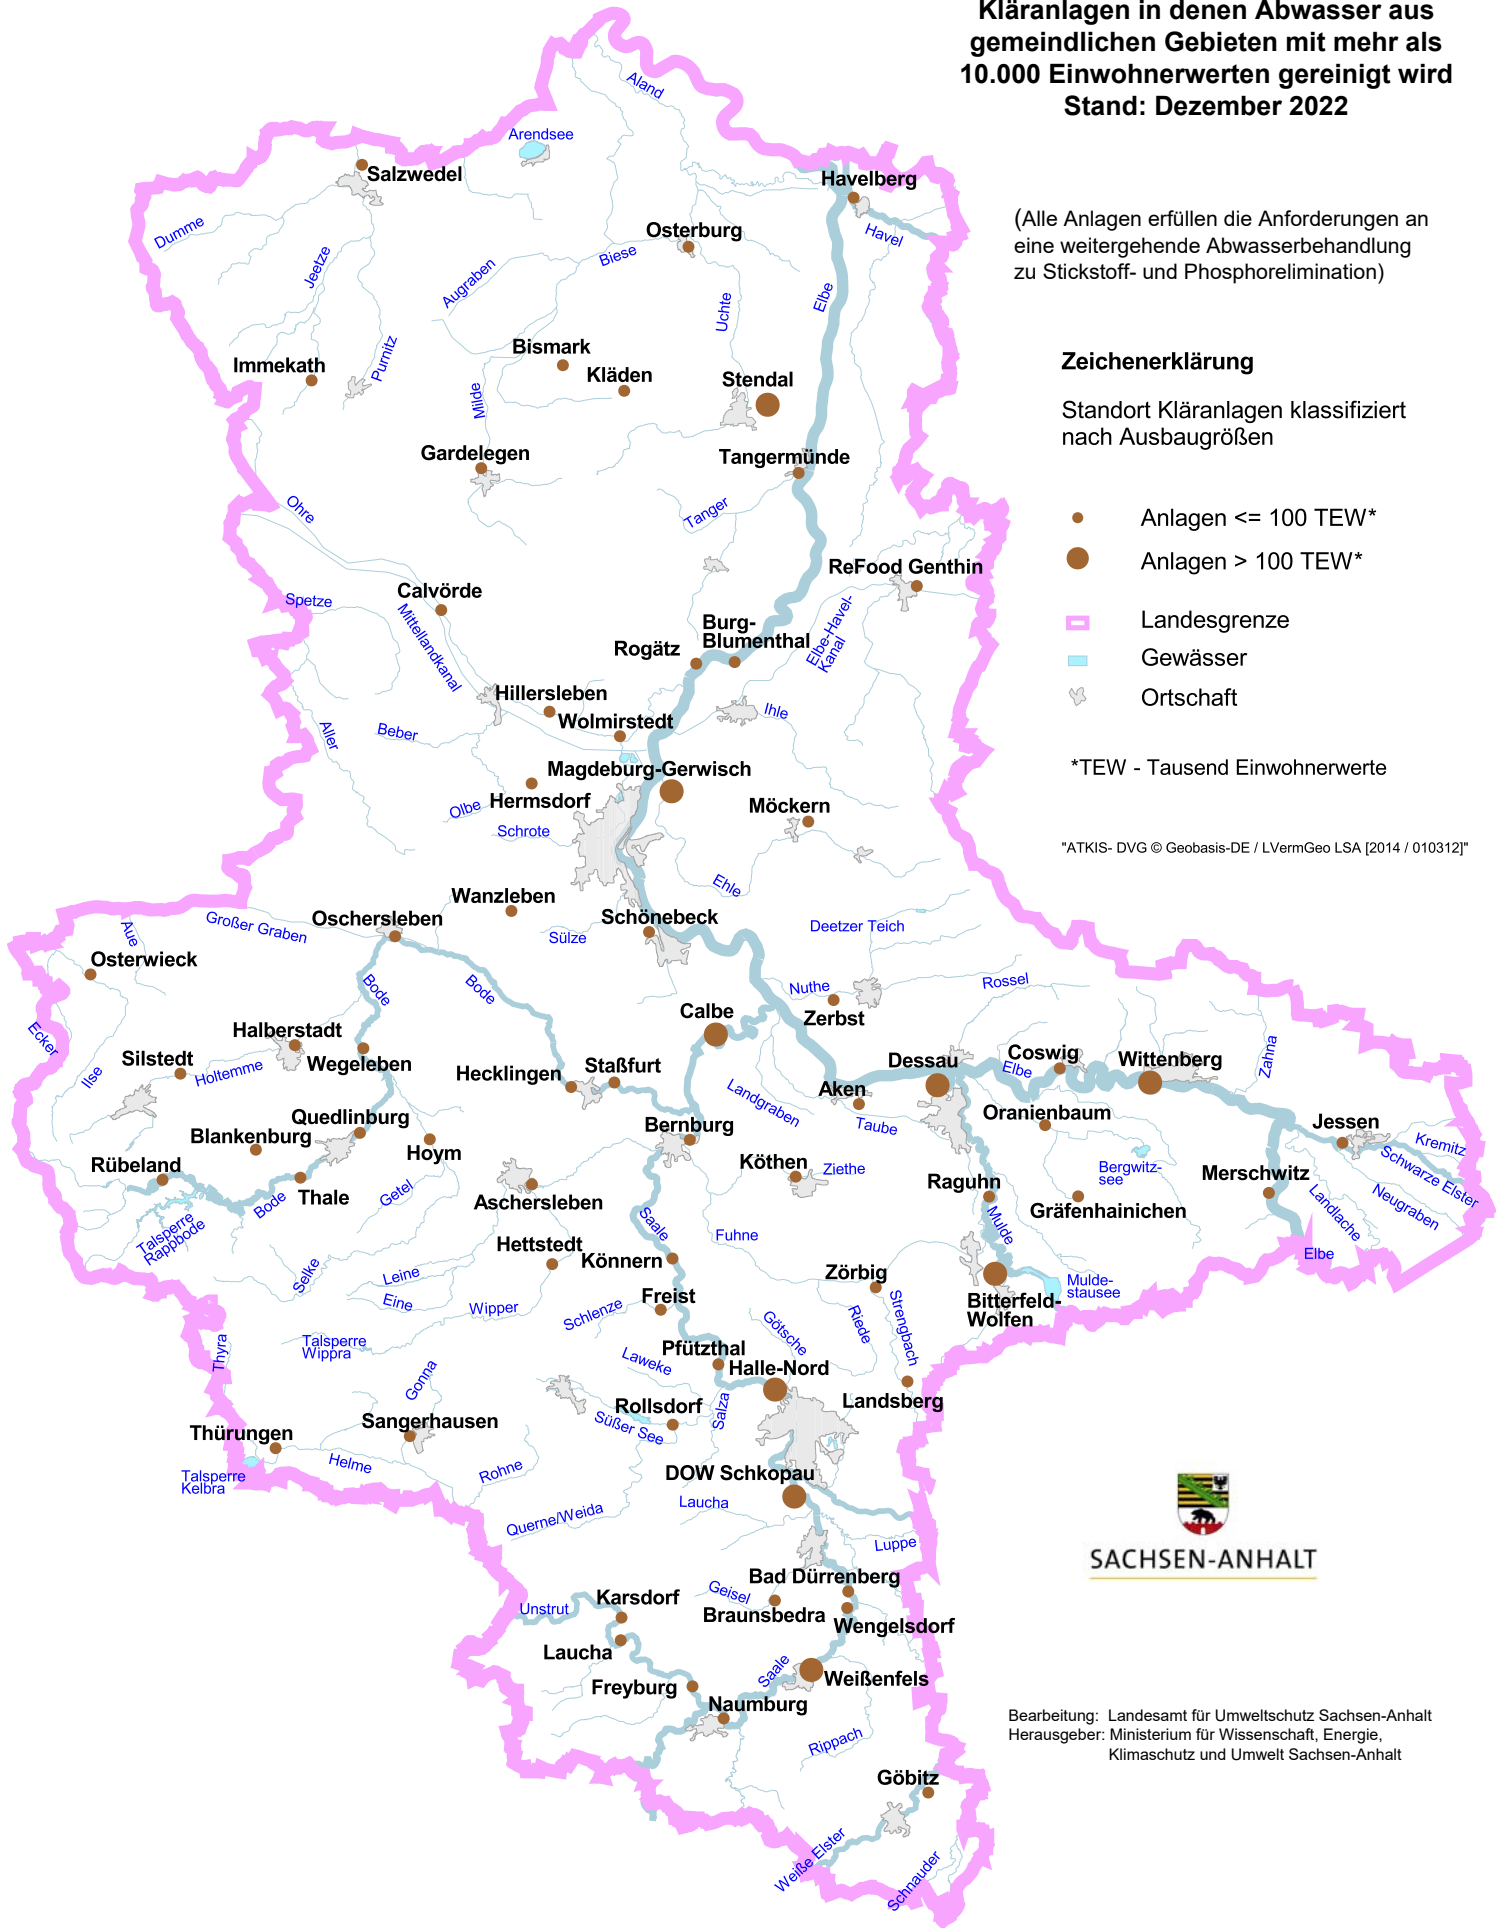 Kläranlagen in denen Abwasser aus
gemeindlichen Gebieten mit mehr als
10.000 Einwohnerwerten gereinigt wird
Stand: Dezember 2022
(Alle Anlagen erfüllen die Anforderungen an
eine weitergehende Abwasserbehandlung
zu Stickstoff- und Phosphorelimination)
Zeichenerklärung
Standort Kläranlagen klassifiziert
nach Ausbaugrößen
Anlagen <= 100 TEW*
Anlagen > 100 TEW*
Landesgrenze
Gewässer
Ortschaft
*TEW - Tausend Einwohnerwerte
"ATKIS- DVG © Geobasis-DE / LVermGeo LSA [2014 / 010312]"
Aland
Arendsee
Salzwedel
Havelberg
Dumme
Osterburg
Havel
Biese
Jeetze
Augraben
Elbe
Uchte
Purnitz
Bismark
Immekath
Kläden
Stendal
Milde
Gardelegen
Tangermünde
Ohre
Tanger
ReFood Genthin
Calvörde
Spetze
Mittellandkanal
Elbe-Havel-
Kanal
Burg-
Blumenthal
Rogätz
Hillersleben
Ihle
Wolmirstedt
Aller
Beber
Magdeburg-Gerwisch
Hermsdorf
Olbe
Möckern
Schrote
Ehle
Wanzleben
Schönebeck
Oschersleben
Großer Graben
Aue
Sülze
Deetzer Teich
Osterwieck
Bode
Bode
Nuthe
Rossel
Zerbst
Calbe
Ecker
Halberstadt
Wegeleben
Silstedt
Holtemme
Ilse
Hecklingen
Staßfurt
Dessau
Coswig
Elbe
Wittenberg
Zahna
Aken
Landgraben
Taube
Oranienbaum
Quedlinburg
Blankenburg
Hoym
Bernburg
Jessen
Kremitz
Schwarze Elster
Rübeland
Thale
Bode
Getel
Köthen
Ziethe
Bergwitz-
see
Merschwitz
Landlache
Neugraben
Elbe
Raguhn
Gräfenhainichen
Mulde
Aschersleben
Talsperre
Rappbode
Saale
Fuhne
Hettstedt
Könnern
Selke
Leine
Eine
Wipper
Freist
Schlenze
Zörbig
Strengbach
Riede
Götsche
Bitterfeld-
Wolfen
Mulde-
stausee
Talsperre
Wippra
Thyra
Pfützthal
Laweke
Halle-Nord
Gonna
Landsberg
Rollsdorf
Süßer See
Salza
Sangerhausen
Thürungen
Helme
Rohne
Talsperre
Kelbra
DOW Schkopau
Laucha
Querne/Weida
Luppe
Bad Dürrenberg
Geisel
Karsdorf
Unstrut
Braunsbedra
Wengelsdorf
Laucha
Saale
Weißenfels
Freyburg
Naumburg
Rippach
Göbitz
Weiße Elster
Schnauder
SACHSEN-ANHALT
Bearbeitung: Landesamt für Umweltschutz Sachsen-Anhalt
Herausgeber: Ministerium für Wissenschaft, Energie,
Klimaschutz und Umwelt Sachsen-Anhalt